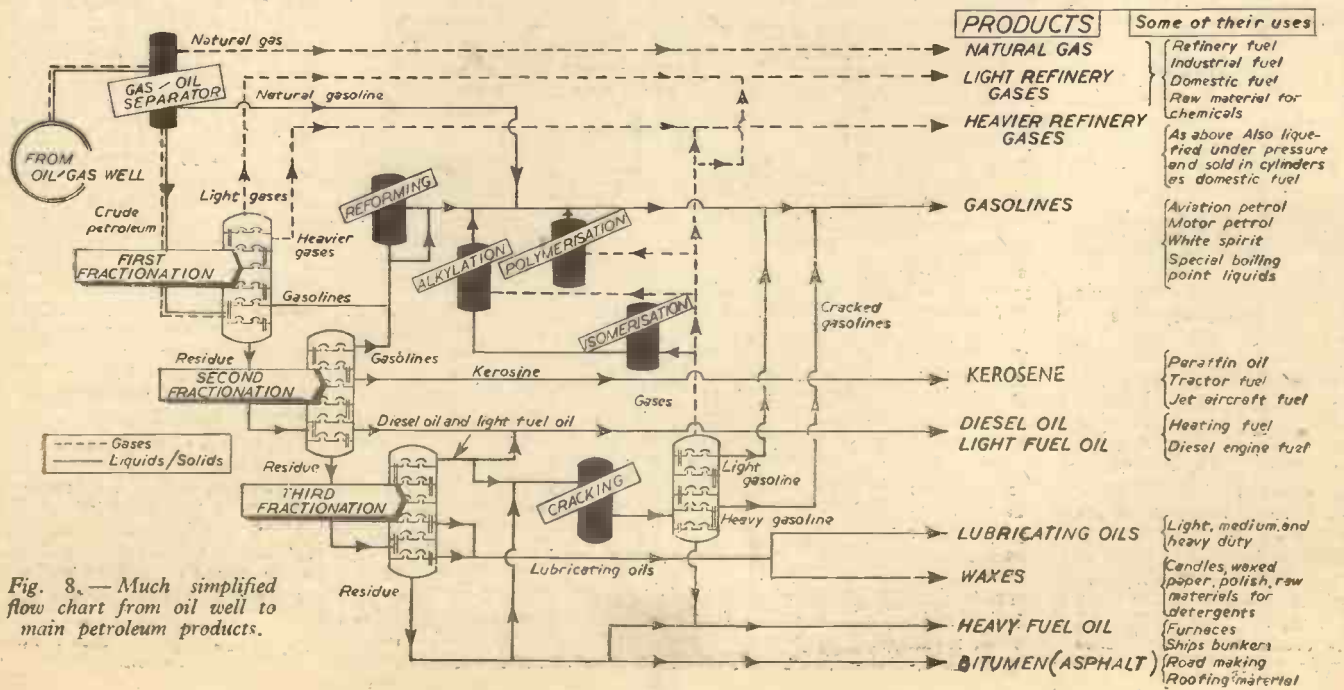 PRODUCTS
Some of their uses
Natural gas
NATURAL GAS
Refinery fuel
Industrial fuel
Domestic fuel
Raw material for
chemicals
LIGHT REFINERY
GASES
GAS / OIL
SEPARATOR
Natural gasoline
HEAVIER REFINERY
GASES
As above Also lique-
fied under pressure
and sold in cylinders
as domestic fuel
FROM
OIL/GAS WELL
Light gases
Crude
petroleum
REFORMING
GASOLINES
Aviation petrol
Motor petrol
White spirit
Special boiling
point liquids
Heavier
gases
ALKYLATION
POLYMERISATION
FIRST
FRACTIONATION
Gasolines
ISOMERISATION
Cracked
gasolines
Residue
Gasolines
SECOND
FRACTIONATION
Kerosine
Gases
KEROSENE
Paraffin oil
Tractor fuel
Jet aircraft fuel
Diesel oil and light fuel oil
DIESEL OIL
LIGHT FUEL OIL
Heating fuel
Diesel engine fuel
Gases
Liquids/Solids
Residue
Light
gasoline
THIRD
FRACTIONATION
CRACKING
Heavy gasoline
LUBRICATING OILS
Light, medium, and
heavy duty
Lubricating oils
WAXES
Candles, waxed
paper, polish, raw
materials for
detergents
Residue
Fig. 8. — Much simplified
flow chart from oil well to
main petroleum products.
HEAVY FUEL OIL
Furnaces
Ships bunkers
BITUMEN (ASPHALT)
Road making
Roofing material